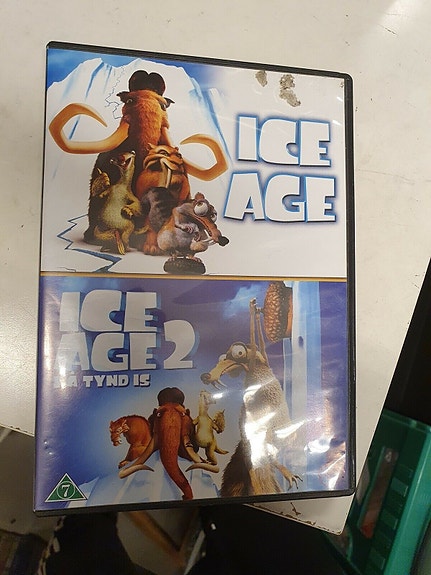 ICE
AGE
ICE
AGE 2
PÅ TYND IS
7